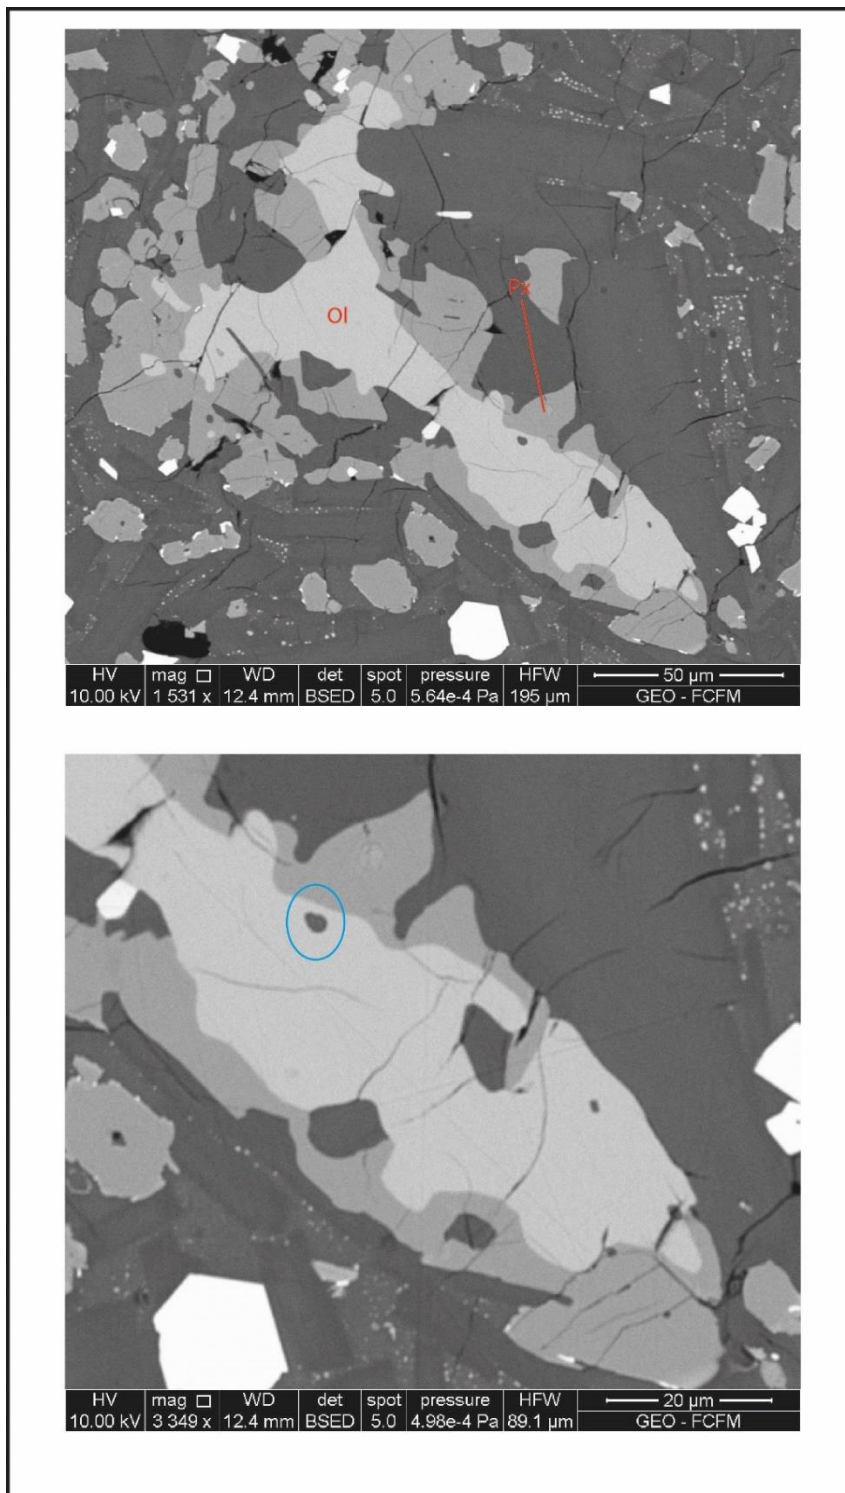 Px
Ol
HV mag WD det spot pressure HFW 50 µm
10.00 kV 1 531 x 12.4 mm BSED 5.0 5.64e-4 Pa 195 µm GEO - FCFM
HV mag WD det spot pressure HFW 20 µm
10.00 kV 3 349 x 12.4 mm BSED 5.0 4.98e-4 Pa 89.1 µm GEO - FCFM